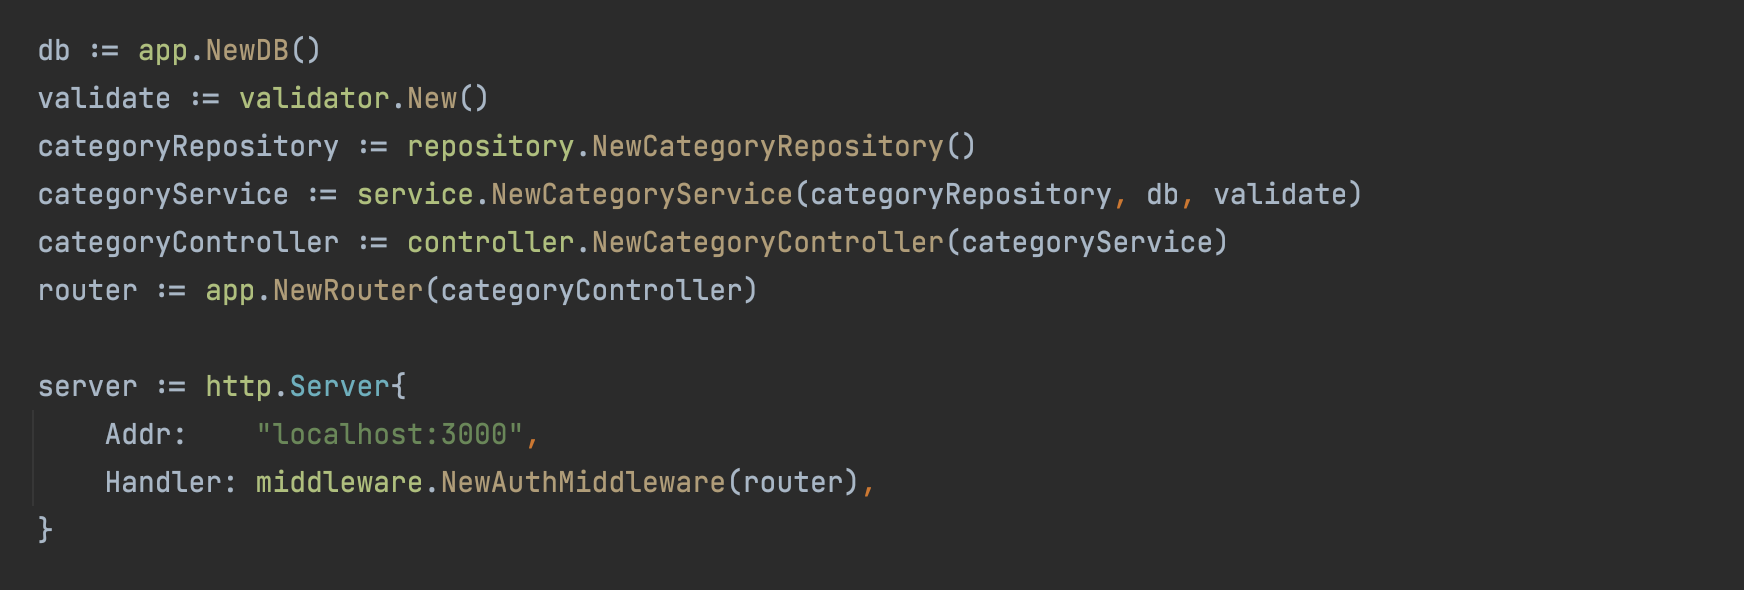 db := app.NewDB()
validate := validator.New()
categoryRepository := repository.NewCategoryRepository()
categoryService := service.NewCategoryService(categoryRepository, db, validate)
categoryController := controller.NewCategoryController(categoryService)
router := app.NewRouter(categoryController)

server := http.Server{
    Addr:    "localhost:3000",
    Handler: middleware.NewAuthMiddleware(router),
}